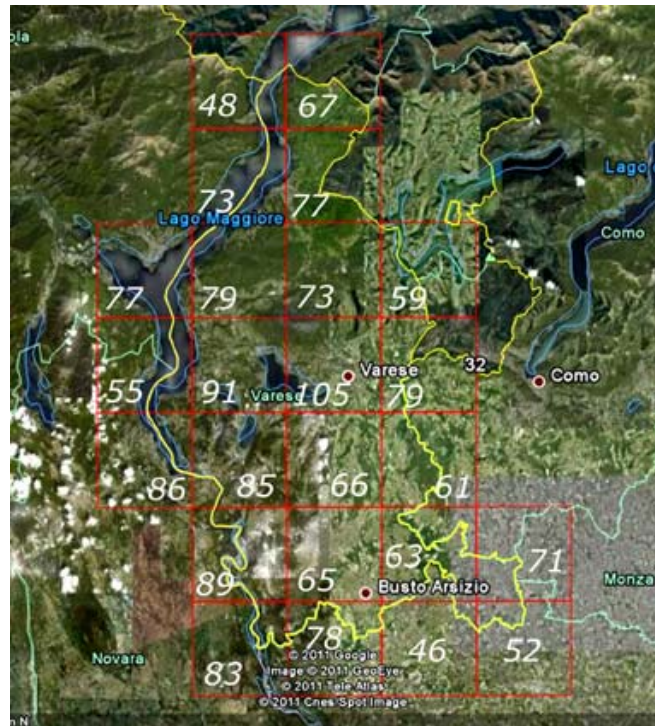 ola
48 67
73 77
Lago Maggiore
Lago
Como
77 79 73 59
Varese 32 Como
55 91 Varese 105 79
86 85 66 61
63 71
89 65 Busto Arsizio Monza
78 46 52
Novara
83
© 2011 Google
Image © 2011 GeoEye
© 2011 Tele Atlas
© 2011 Cnes Spot Image
m N